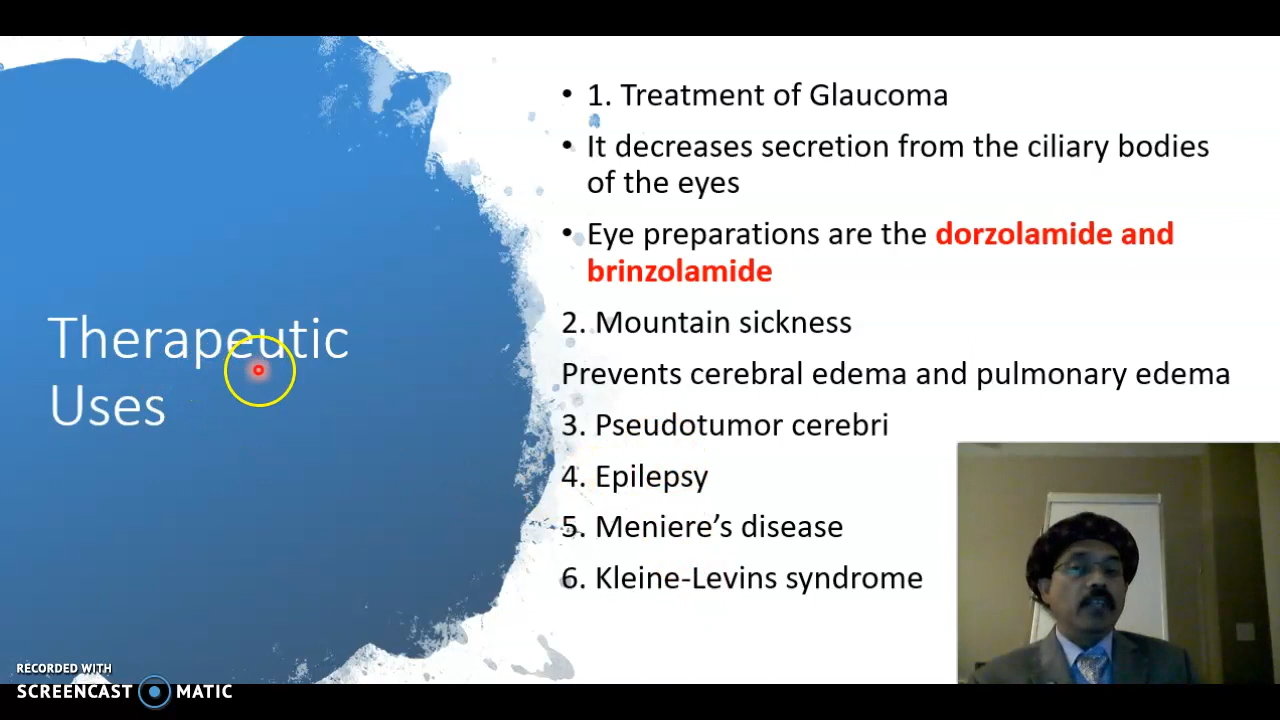 Therapeutic
Uses
• 1. Treatment of Glaucoma
• It decreases secretion from the ciliary bodies
of the eyes
• Eye preparations are the dorzolamide and
brinzolamide
2. Mountain sickness
Prevents cerebral edema and pulmonary edema
3. Pseudotumor cerebri
4. Epilepsy
5. Meniere’s disease
6. Kleine-Levins syndrome
RECORDED WITH
SCREENCAST MATIC